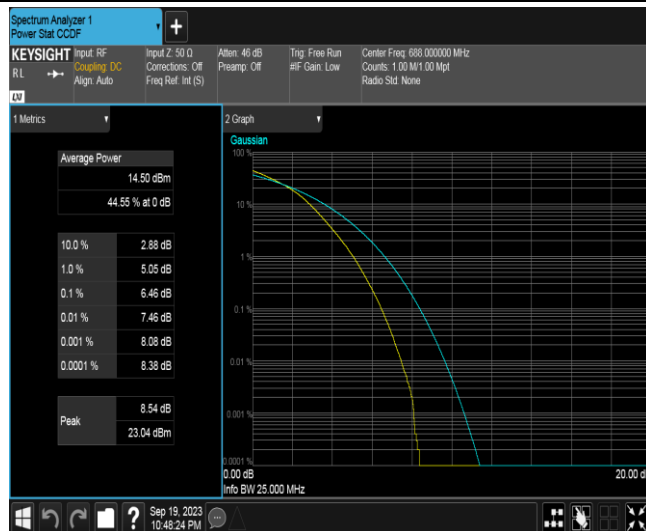 Spectrum Analyzer 1
Power Stat CCDF
KEYSIGHT
RL
LXI
Input: RF
Coupling: DC
Align: Auto
Input Z: 50 Ω
Corrections: Off
Freq Ref: Int (S)
Atten: 46 dB
Preamp: Off
Trig: Free Run
#IF Gain: Low
Center Freq: 688.000000 MHz
Counts: 1.00 M/1.00 Mpt
Radio Std: None
1 Metrics
Average Power
14.50 dBm
44.55 % at 0 dB
10.0 % 2.88 dB
1.0 % 5.05 dB
0.1 % 6.46 dB
0.01 % 7.46 dB
0.001 % 8.08 dB
0.0001 % 8.38 dB
Peak
8.54 dB
23.04 dBm
2 Graph
Gaussian
100 %
10 %
1 %
0.1 %
0.01 %
0.001 %
0.0001 %
0.00 dB
20.00 d
Info BW 25.000 MHz
?
Sep 19, 2023
10:48:24 PM